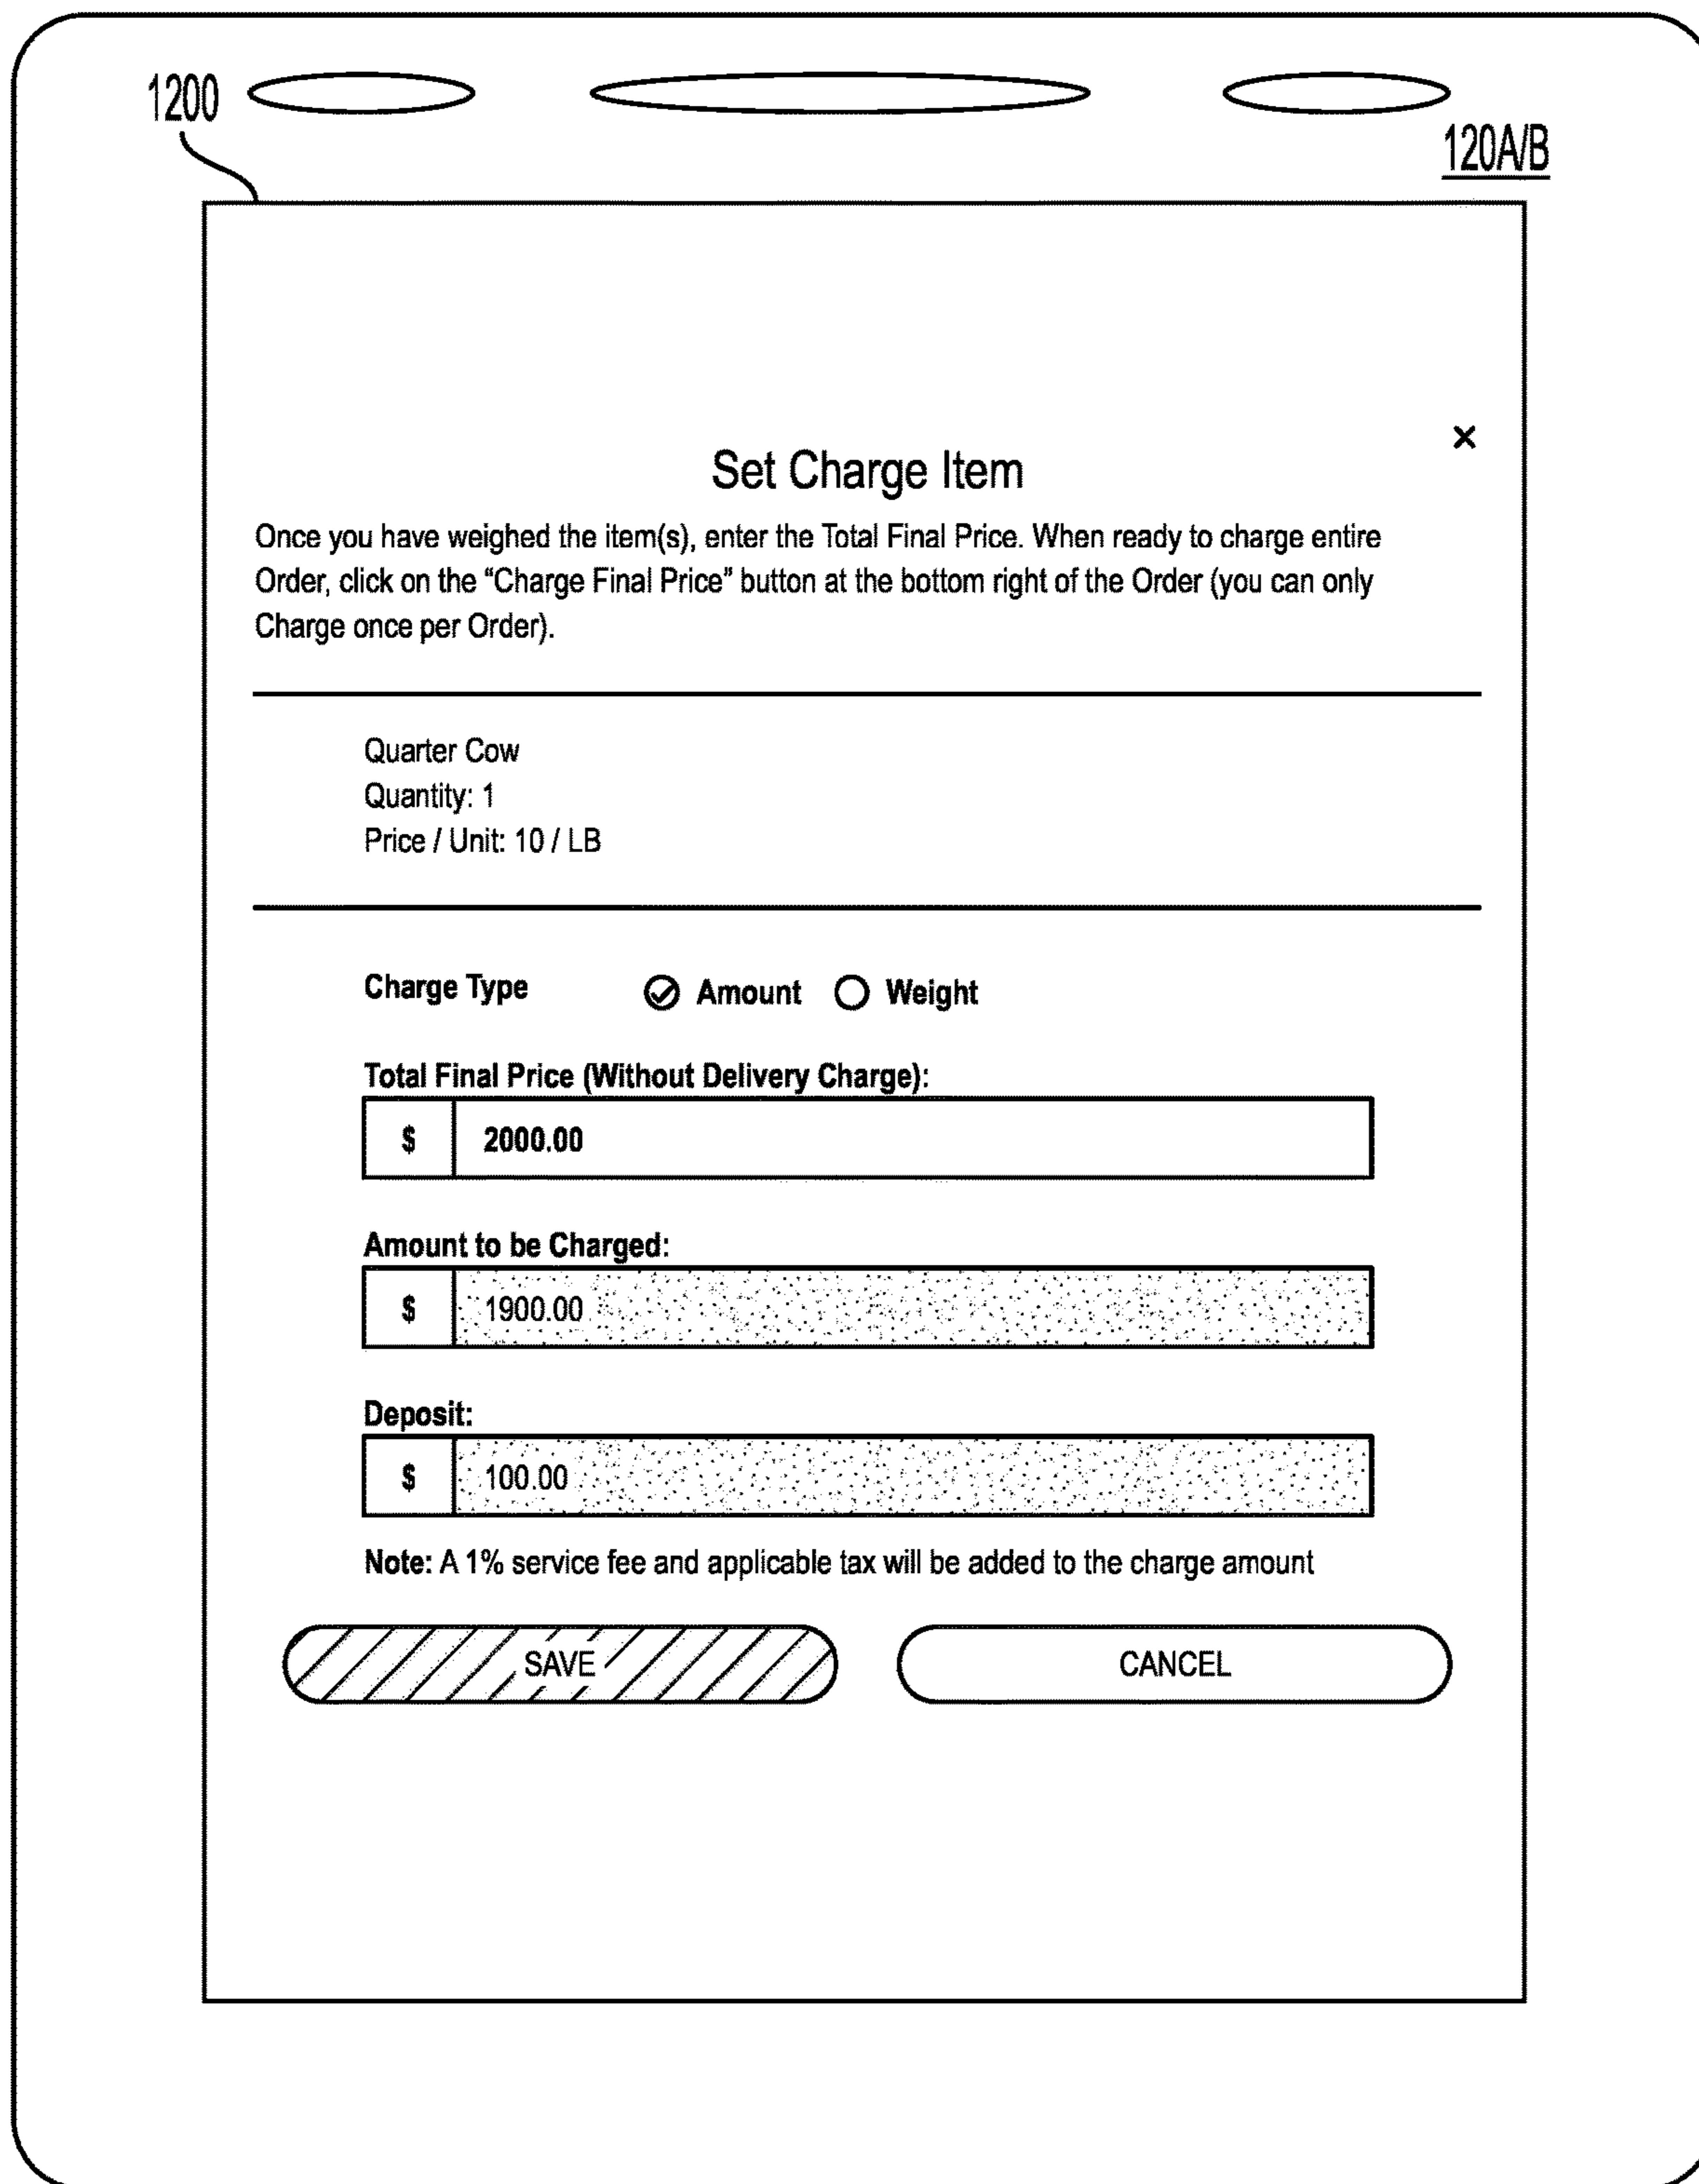 1200
120A/B
×
Set Charge Item
Once you have weighed the item(s), enter the Total Final Price. When ready to charge entire
Order, click on the “Charge Final Price” button at the bottom right of the Order (you can only
Charge once per Order).
Quarter Cow
Quantity: 1
Price / Unit: 10 / LB
Charge Type Amount Weight
Total Final Price (Without Delivery Charge):
$ 2000.00
Amount to be Charged:
$ 1900.00
Deposit:
$ 100.00
Note: A 1% service fee and applicable tax will be added to the charge amount
SAVE CANCEL